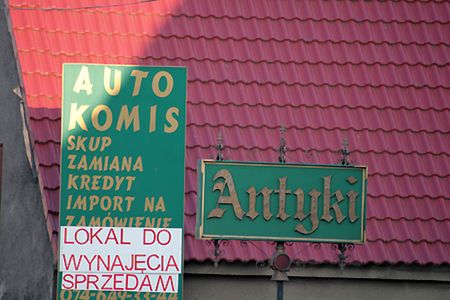 AUTO
KOMIS
SKUP
ZAMIANA
KREDYT
IMPORT NA
ZAMÓWIENIE
LOKAL DO
WYNAJĘCIA
SPRZEDAM
Antyki